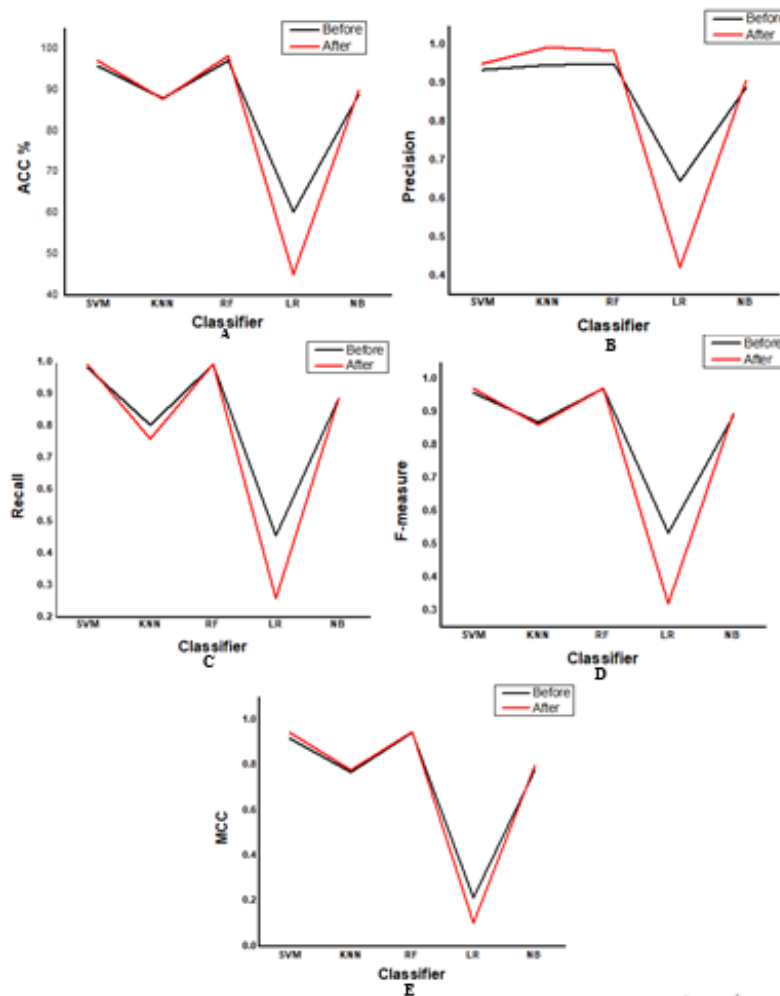 Before
After
100
90
80
70
60
50
40
ACC %
SVM KNN RF LR NB
Classifier
A
Before
After
1.0
0.9
0.8
0.7
0.6
0.5
0.4
Precision
SVM KNN RF LR NB
Classifier
B
Before
After
1.0
0.9
0.8
0.7
0.6
0.5
0.4
0.3
0.2
Recall
SVM KNN RF LR NB
Classifier
C
Before
After
1.0
0.9
0.8
0.7
0.6
0.5
0.4
0.3
F-measure
SVM KNN RF LR NB
Classifier
D
Before
After
1.0
0.8
0.6
0.4
0.2
0.0
MCC
SVM KNN RF LR NB
Classifier
E